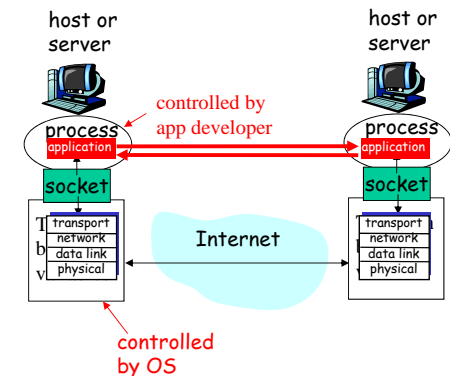 host or
server
host or
server
controlled by
app developer
process
application
process
application
socket
socket
transport
network
data link
physical
Internet
transport
network
data link
physical
controlled
by OS